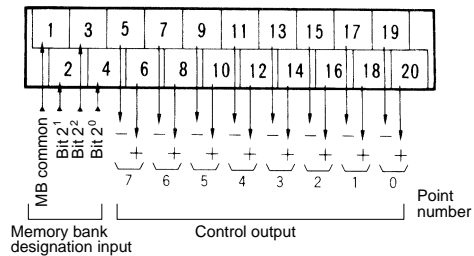 1 3 5 7 9 11 13 15 17 19
2 4 6 8 10 12 14 16 18 20
MB common
Bit 2¹
Bit 2²
Bit 2⁰
− + − + − + − + − + − + − + − +
7 6 5 4 3 2 1 0
Point
number
Memory bank
designation input
Control output